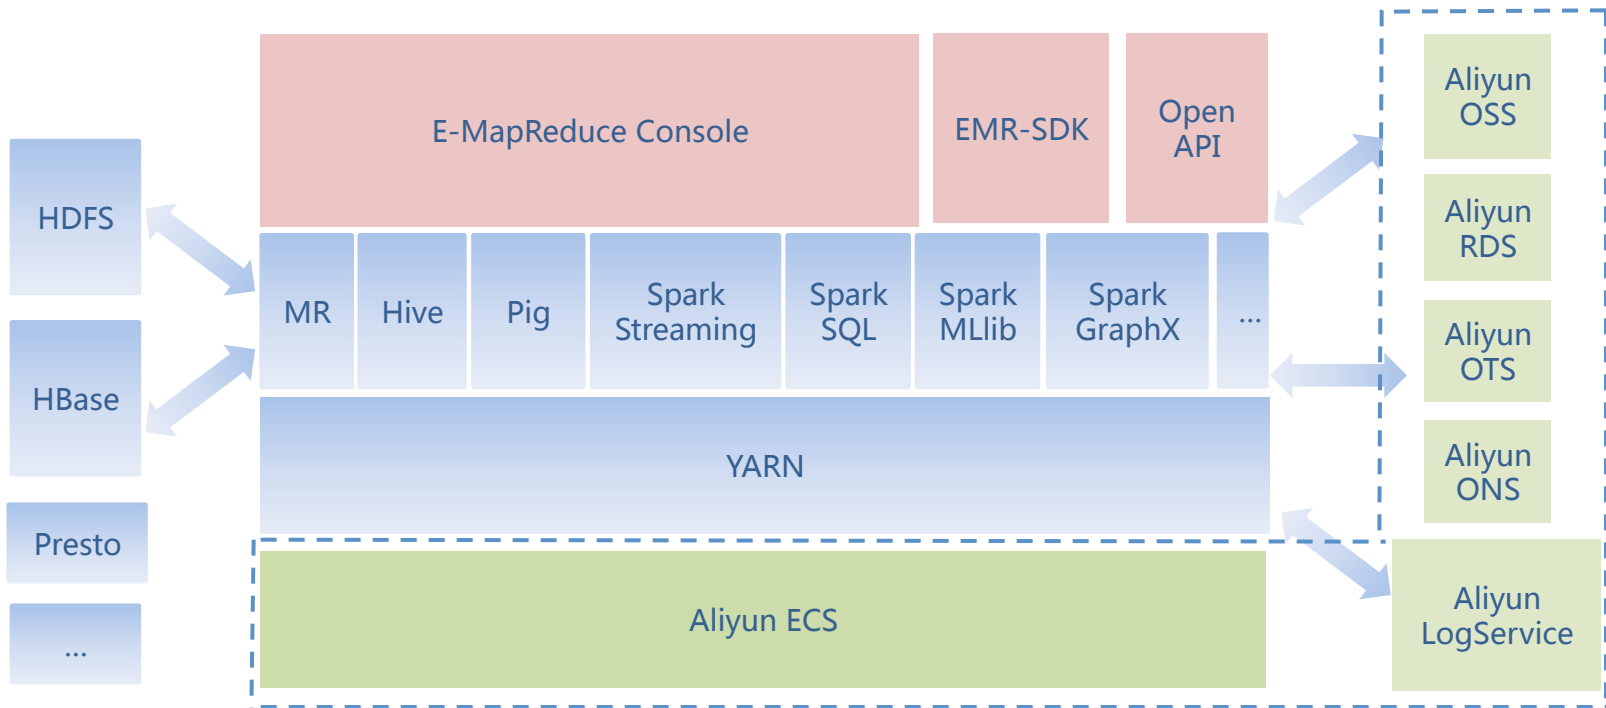 E-MapReduce Console
EMR-SDK
Open
API
HDFS
HBase
Presto
...
MR
Hive
Pig
Spark
Streaming
Spark
SQL
Spark
MLlib
Spark
GraphX
...
YARN
Aliyun ECS
Aliyun
OSS
Aliyun
RDS
Aliyun
OTS
Aliyun
ONS
Aliyun
LogService